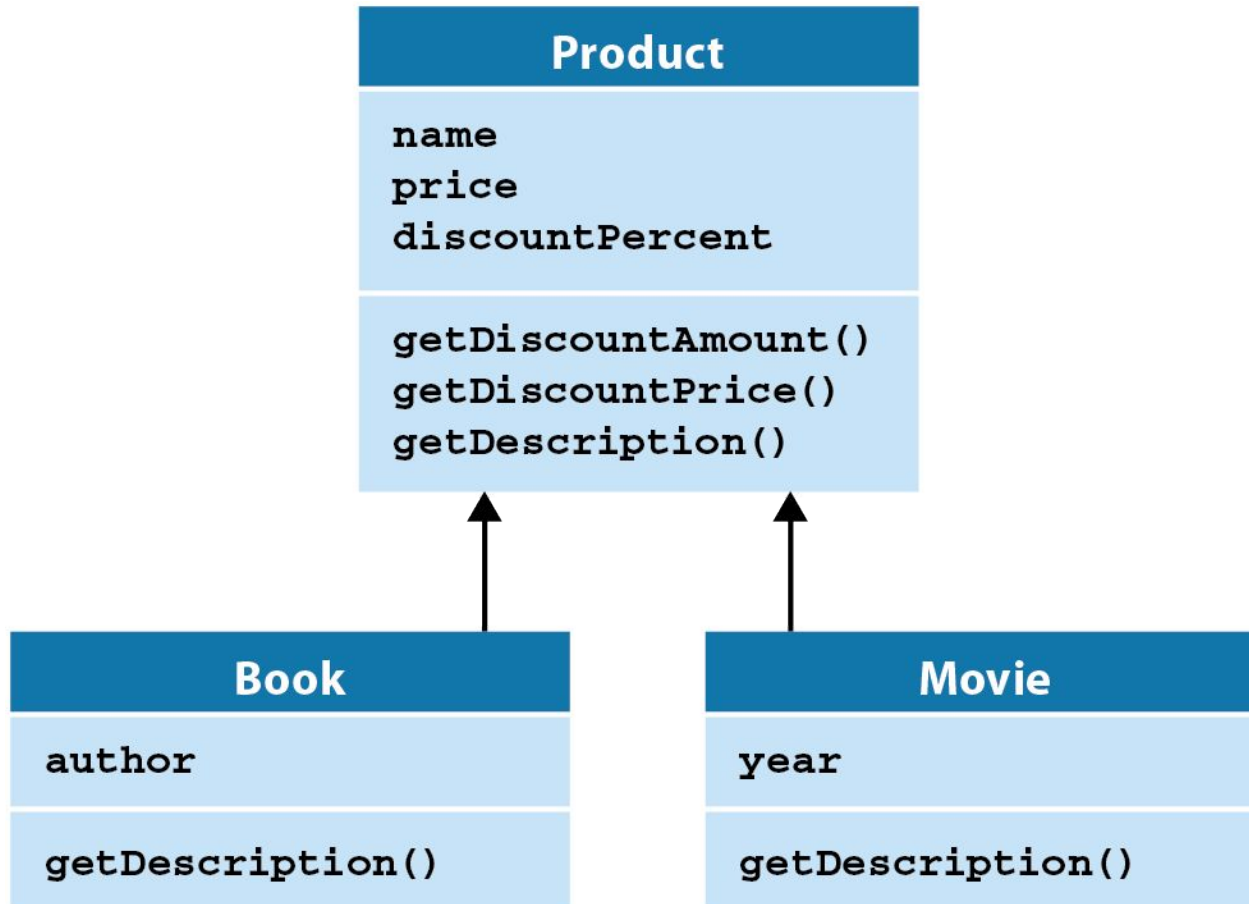 Product
name
price
discountPercent
getDiscountAmount()
getDiscountPrice()
getDescription()
Book
author
getDescription()
Movie
year
getDescription()